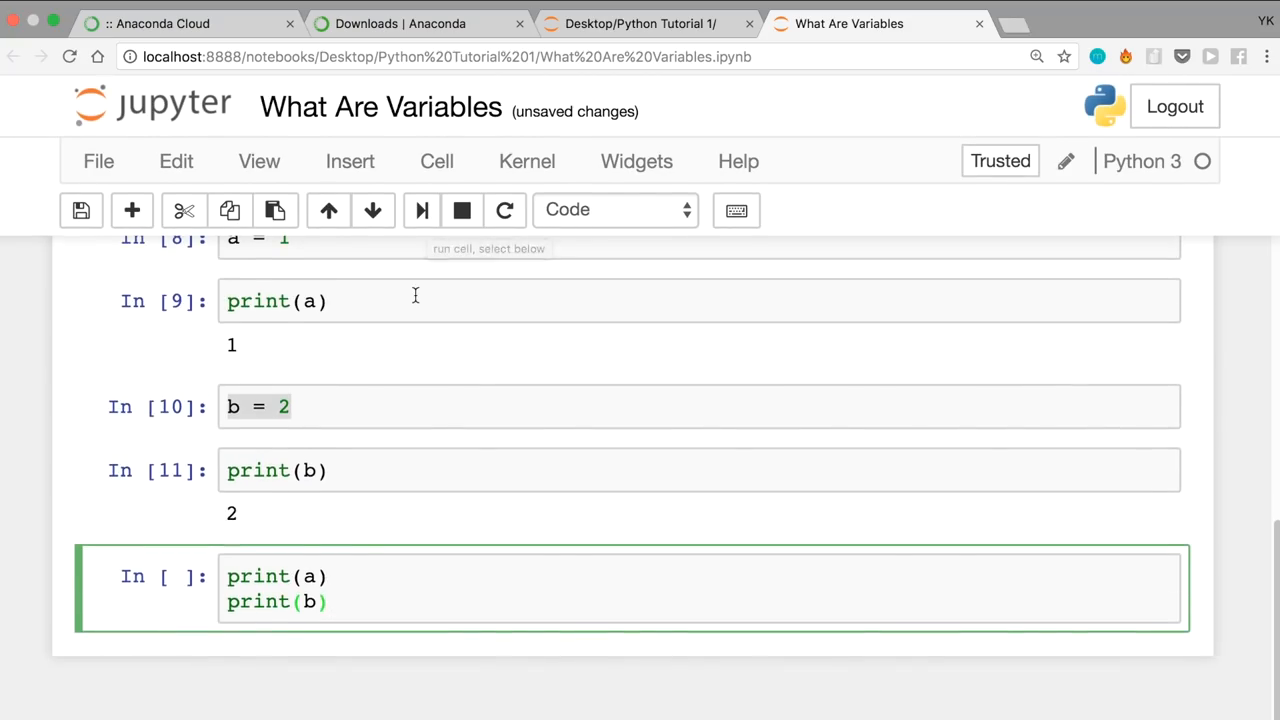 :: Anaconda Cloud × Downloads | Anaconda × Desktop/Python Tutorial 1/ × What Are Variables × YK
localhost:8888/notebooks/Desktop/Python%20Tutorial%201/What%20Are%20Variables.ipynb
jupyter What Are Variables (unsaved changes) Logout
File Edit View Insert Cell Kernel Widgets Help Trusted Python 3
Code
In [8]: a = 1
run cell, select below
In [9]: print(a)
1
In [10]: b = 2
In [11]: print(b)
2
In [ ]: print(a)
print(b)